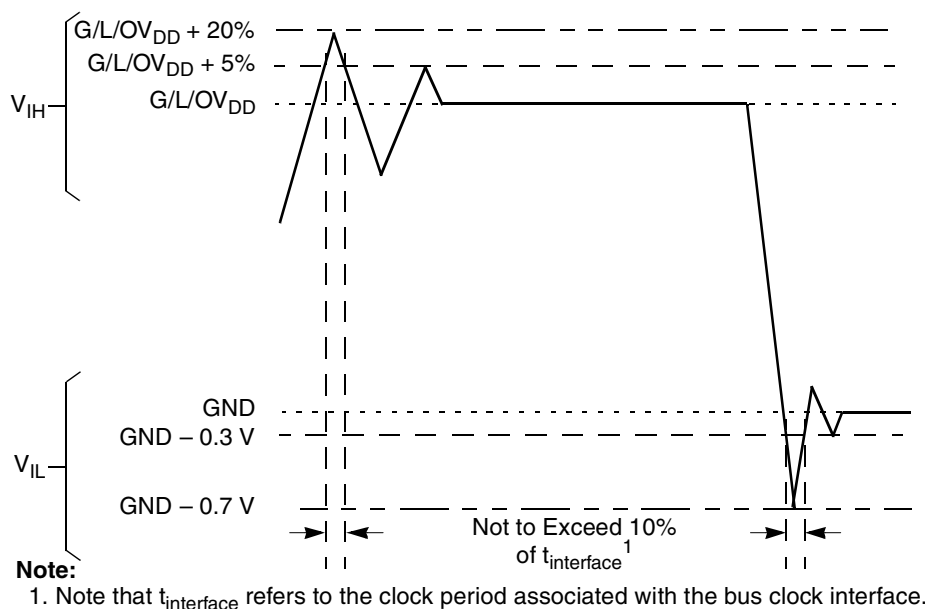 G/L/OVDD + 20%
G/L/OVDD + 5%
G/L/OVDD
VIH
GND
GND – 0.3 V
VIL
GND – 0.7 V
Not to Exceed 10%
of tinterface1
Note:
1. Note that tinterface refers to the clock period associated with the bus clock interface.